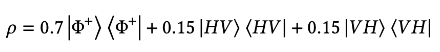 ρ = 0.7 |Φ⁺⟩ ⟨Φ⁺| + 0.15 |HV⟩ ⟨HV| + 0.15 |VH⟩ ⟨VH|